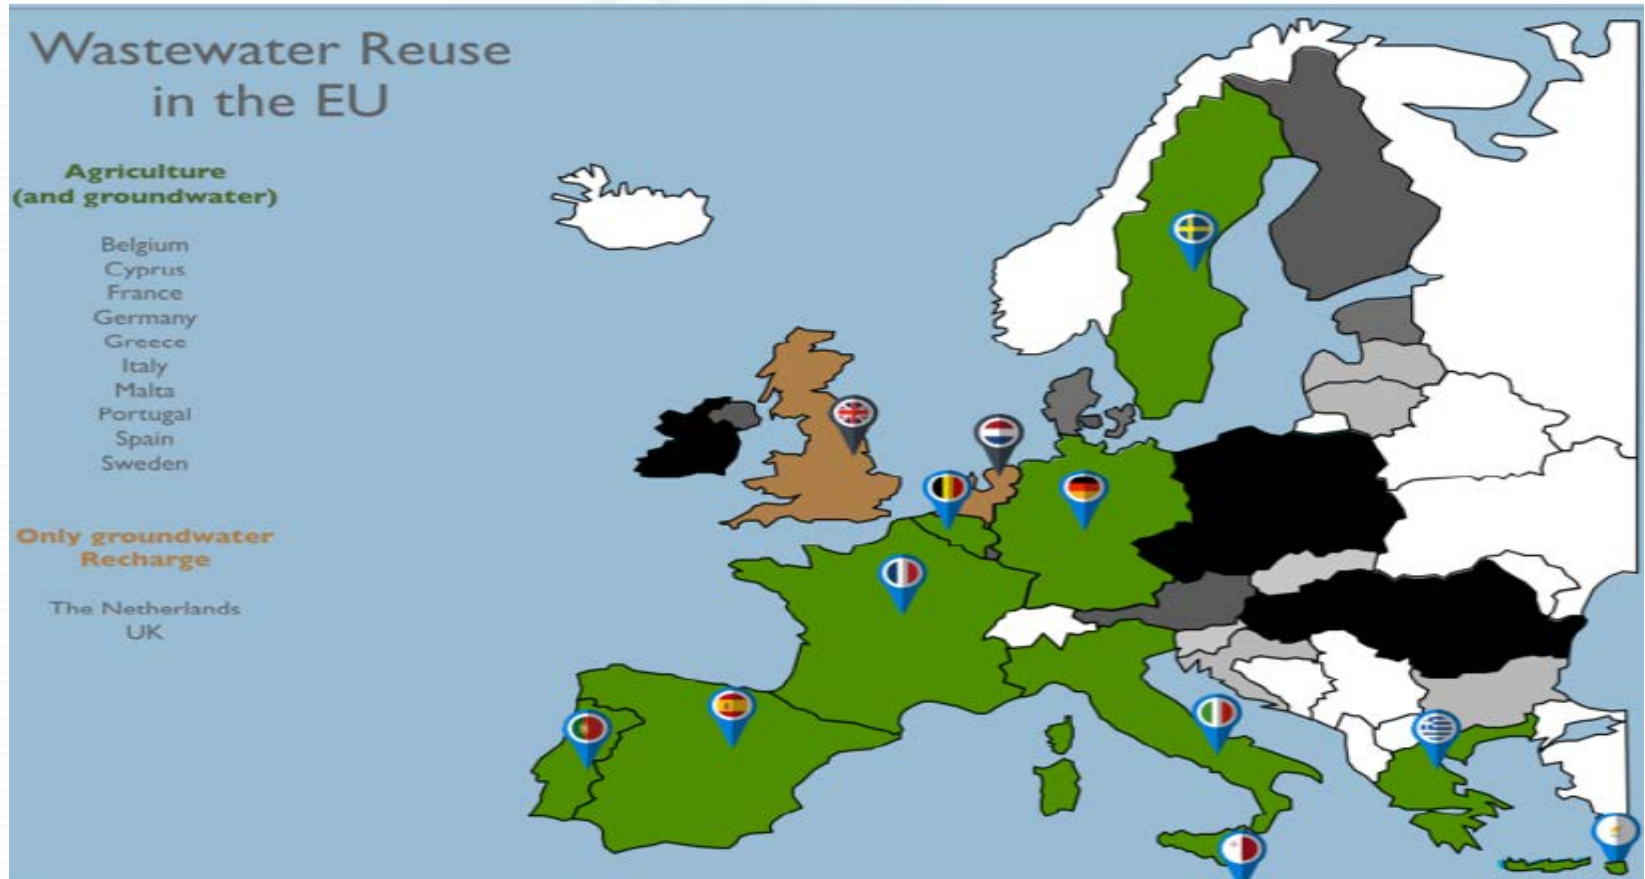 Wastewater Reuse
in the EU
Agriculture
(and groundwater)
Belgium
Cyprus
France
Germany
Greece
Italy
Malta
Portugal
Spain
Sweden
Only groundwater
Recharge
The Netherlands
UK